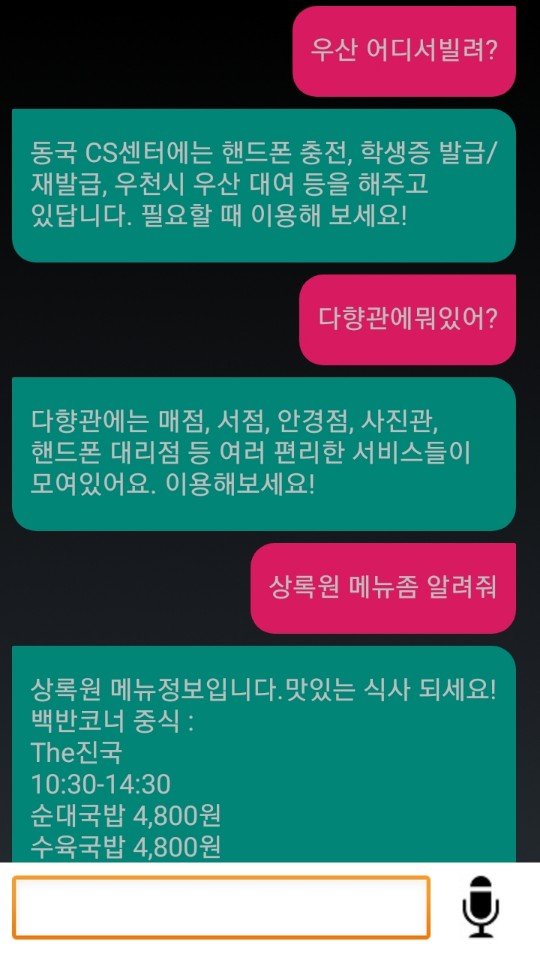 우산 어디서빌려?
동국 CS센터에는 핸드폰 충전, 학생증 발급/
재발급, 우천시 우산 대여 등을 해주고
있답니다. 필요할 때 이용해 보세요!
다향관에뭐있어?
다향관에는 매점, 서점, 안경점, 사진관,
핸드폰 대리점 등 여러 편리한 서비스들이
모여있어요. 이용해보세요!
상록원 메뉴좀 알려줘
상록원 메뉴정보입니다.맛있는 식사 되세요!
백반코너 중식 :
The진국
10:30-14:30
순대국밥 4,800원
수육국밥 4,800원